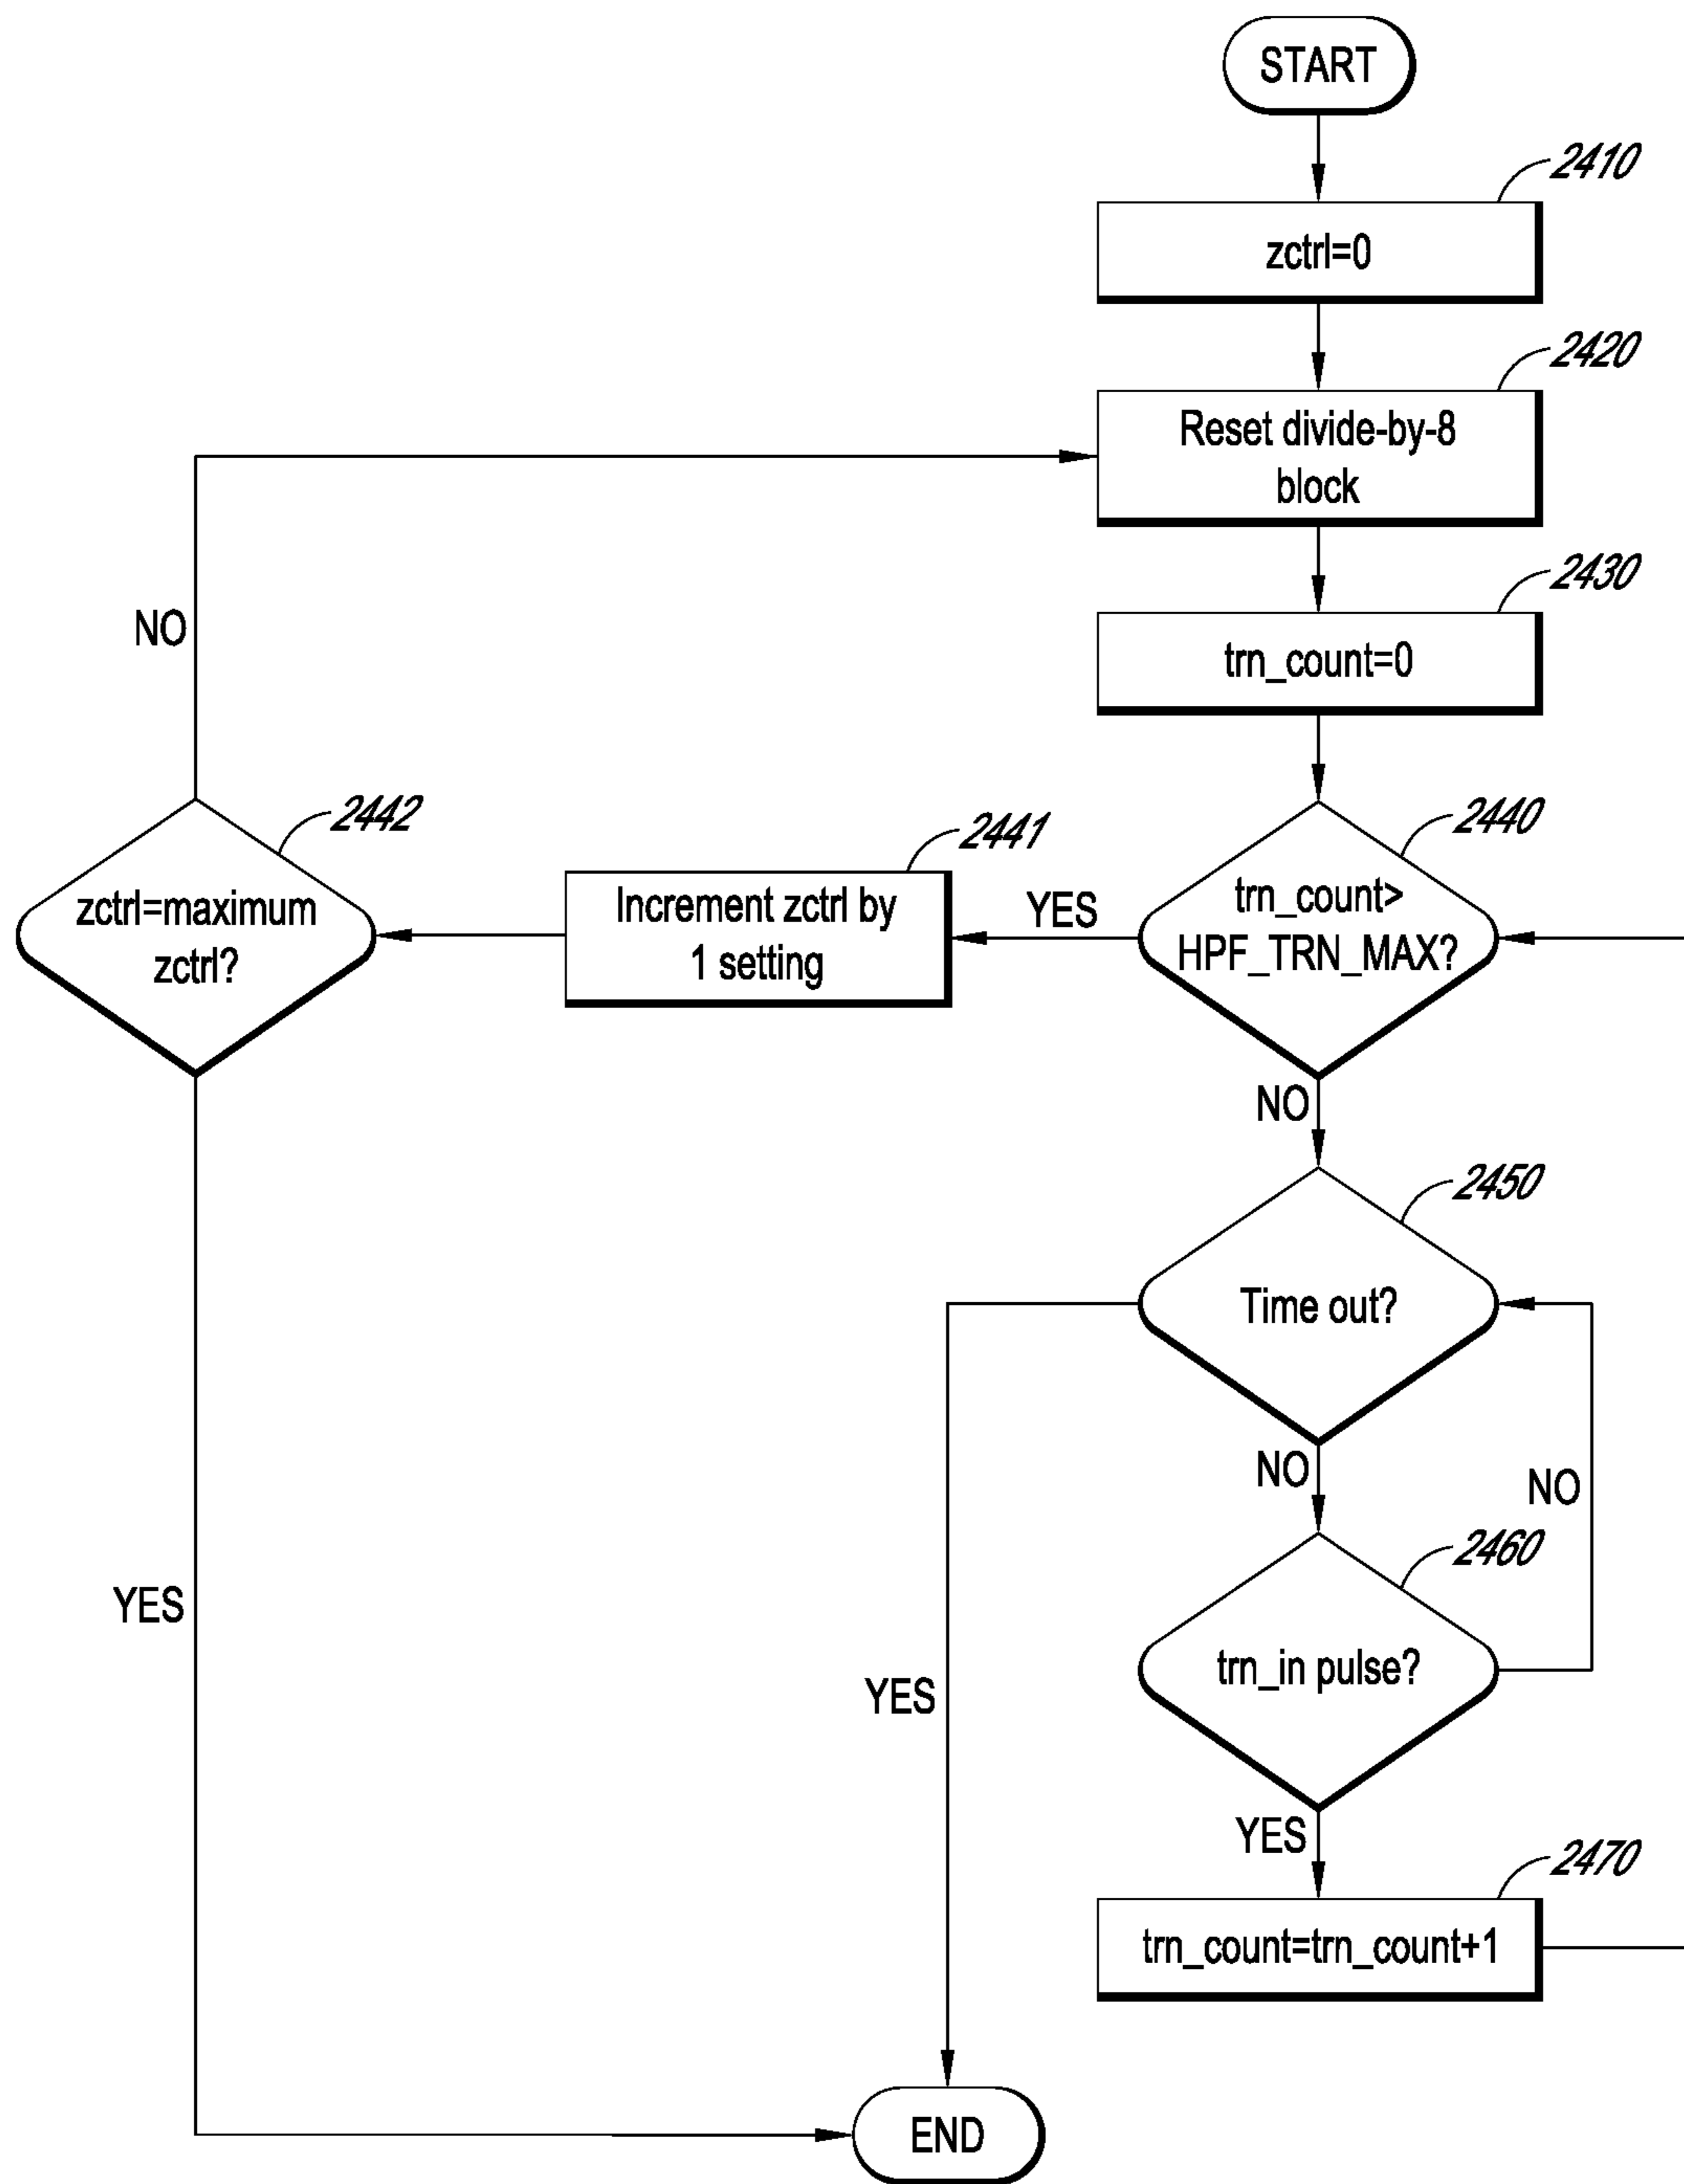 START
2410
zctrl=0
2420
Reset divide-by-8
block
2430
trn_count=0
NO
2442
zctrl=maximum
zctrl?
2441
Increment zctrl by
1 setting
YES
2440
trn_count>
HPF_TRN_MAX?
NO
2450
Time out?
NO
NO
2460
trn_in pulse?
YES
YES
YES
2470
trn_count=trn_count+1
END